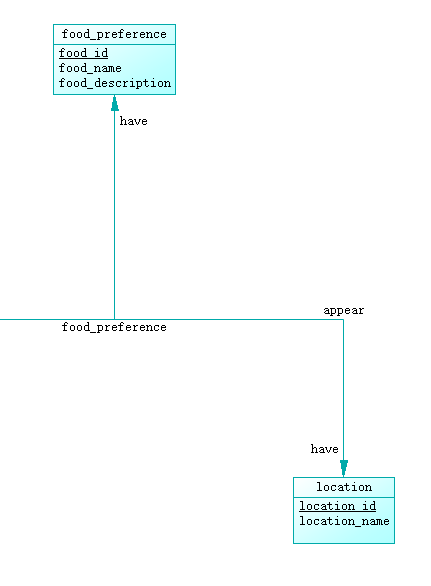 food_preference
food_id
food_name
food_description
have
appear
food_preference
have
location
location_id
location_name